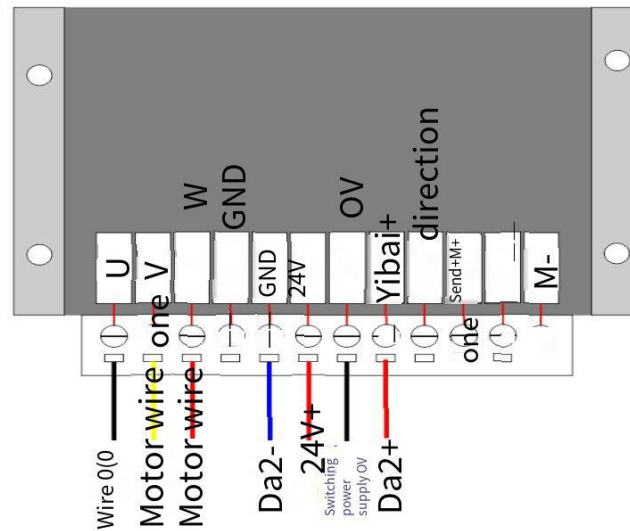 U
V
W
GND
GND
24V
OV
Yibai+
direction
Send+M+
M-
one
one
Wire 0(0
Motor wire
Motor wire
Da2-
24V+
Switching
power
supply OV
Da2+